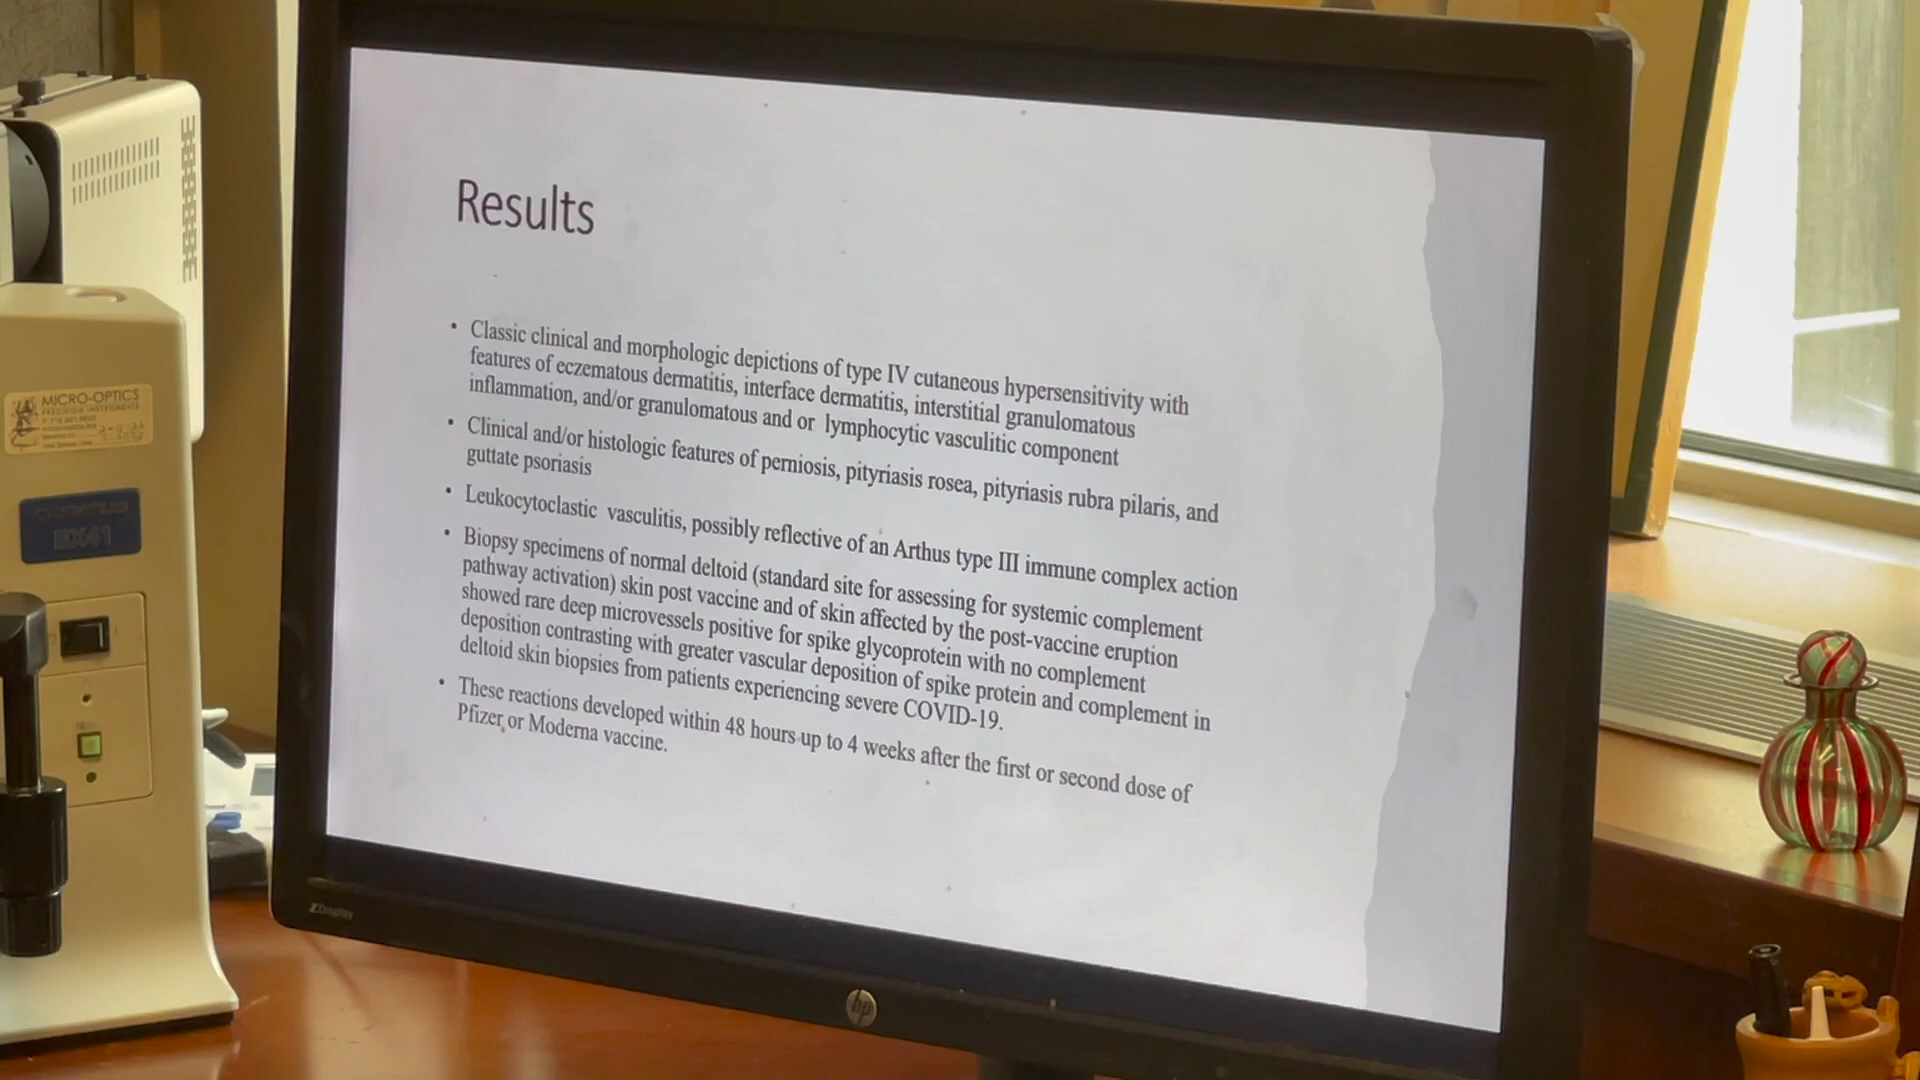 Results
• Classic clinical and morphologic depictions of type IV cutaneous hypersensitivity with
features of eczematous dermatitis, interface dermatitis, interstitial granulomatous
inflammation, and/or granulomatous and or lymphocytic vasculitic component
• Clinical and/or histologic features of perniosis, pityriasis rosea, pityriasis rubra pilaris, and
guttate psoriasis
• Leukocytoclastic vasculitis, possibly reflective of an Arthus type III immune complex action
• Biopsy specimens of normal deltoid (standard site for assessing for systemic complement
pathway activation) skin post vaccine and of skin affected by the post-vaccine eruption
showed rare deep microvessels positive for spike glycoprotein with no complement
deposition contrasting with greater vascular deposition of spike protein and complement in
deltoid skin biopsies from patients experiencing severe COVID-19.
• These reactions developed within 48 hours up to 4 weeks after the first or second dose of
Pfizer or Moderna vaccine.
MICRO-OPTICS
PRECISION INSTRUMENTS
OLYMPUS
BX41
ZDisplay
hp